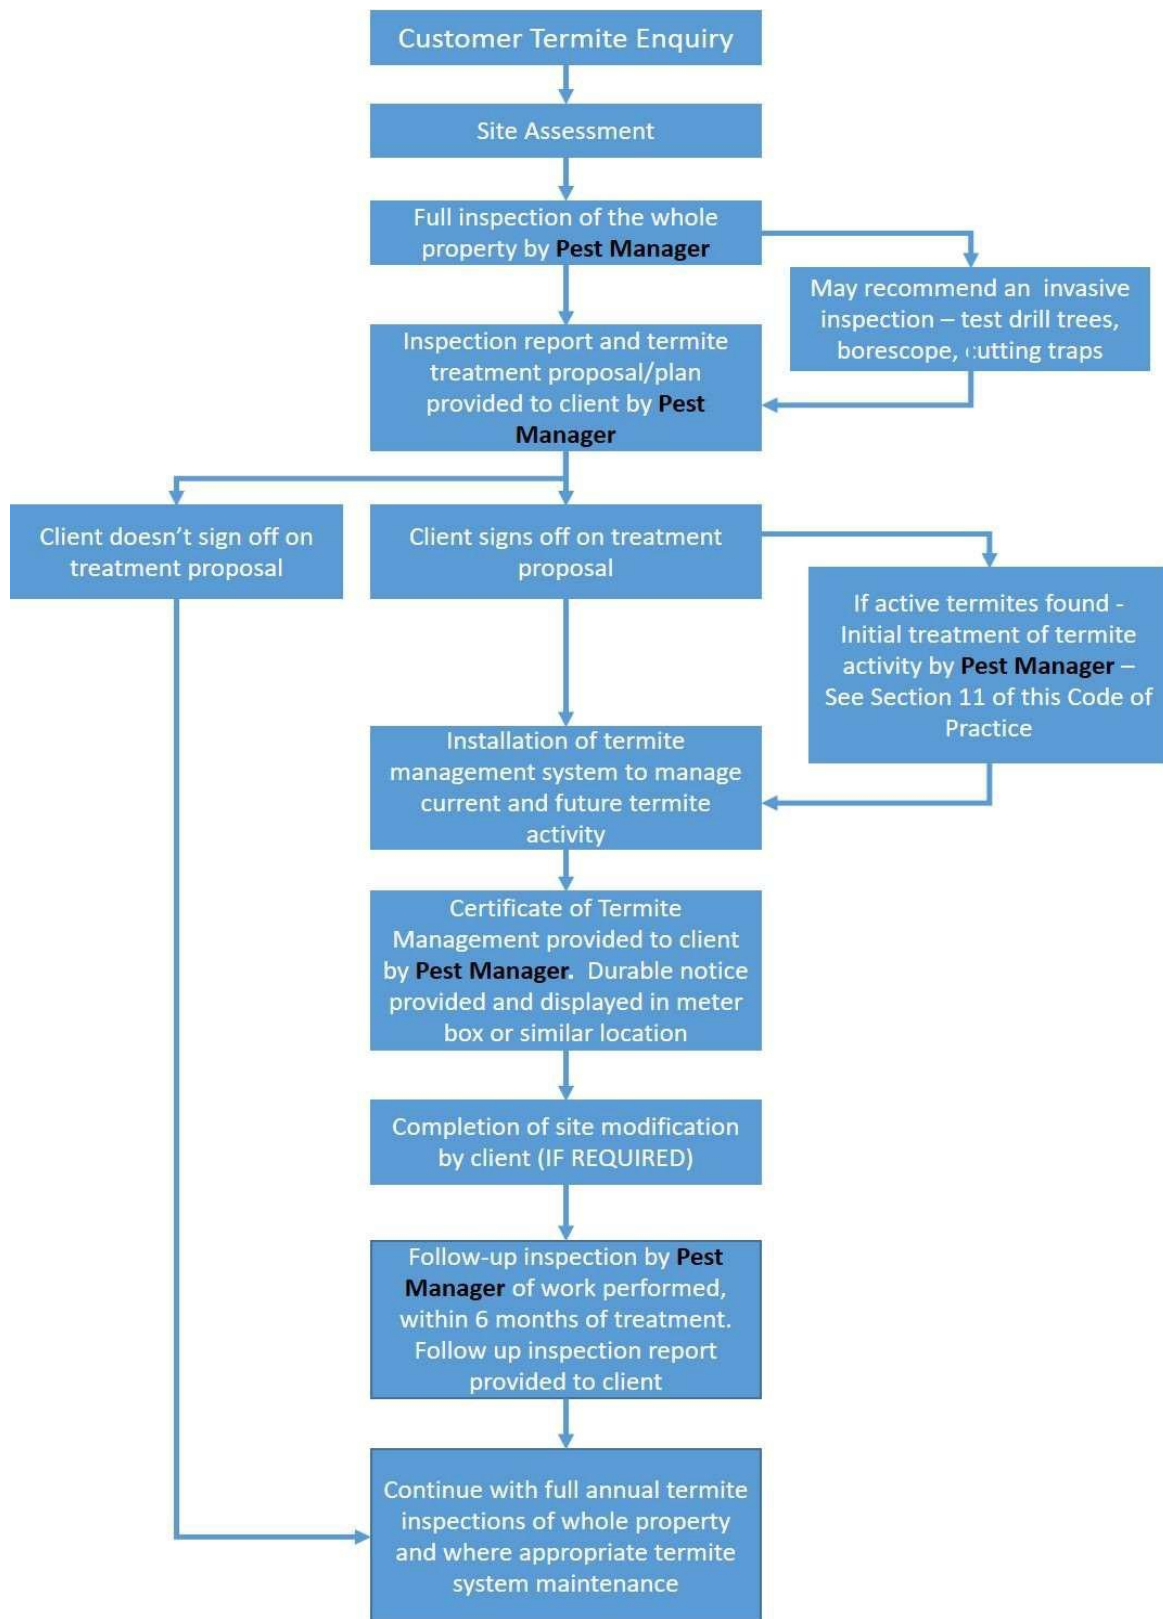 Customer Termite Enquiry
Site Assessment
Full inspection of the whole
property by Pest Manager
May recommend an invasive
inspection – test drill trees,
borescope, cutting traps
Inspection report and termite
treatment proposal/plan
provided to client by Pest
Manager
Client doesn’t sign off on
treatment proposal
Client signs off on treatment
proposal
If active termites found -
Initial treatment of termite
activity by Pest Manager –
See Section 11 of this Code of
Practice
Installation of termite
management system to manage
current and future termite
activity
Certificate of Termite
Management provided to client
by Pest Manager. Durable notice
provided and displayed in meter
box or similar location
Completion of site modification
by client (IF REQUIRED)
Follow-up inspection by Pest
Manager of work performed,
within 6 months of treatment.
Follow up inspection report
provided to client
Continue with full annual termite
inspections of whole property
and where appropriate termite
system maintenance